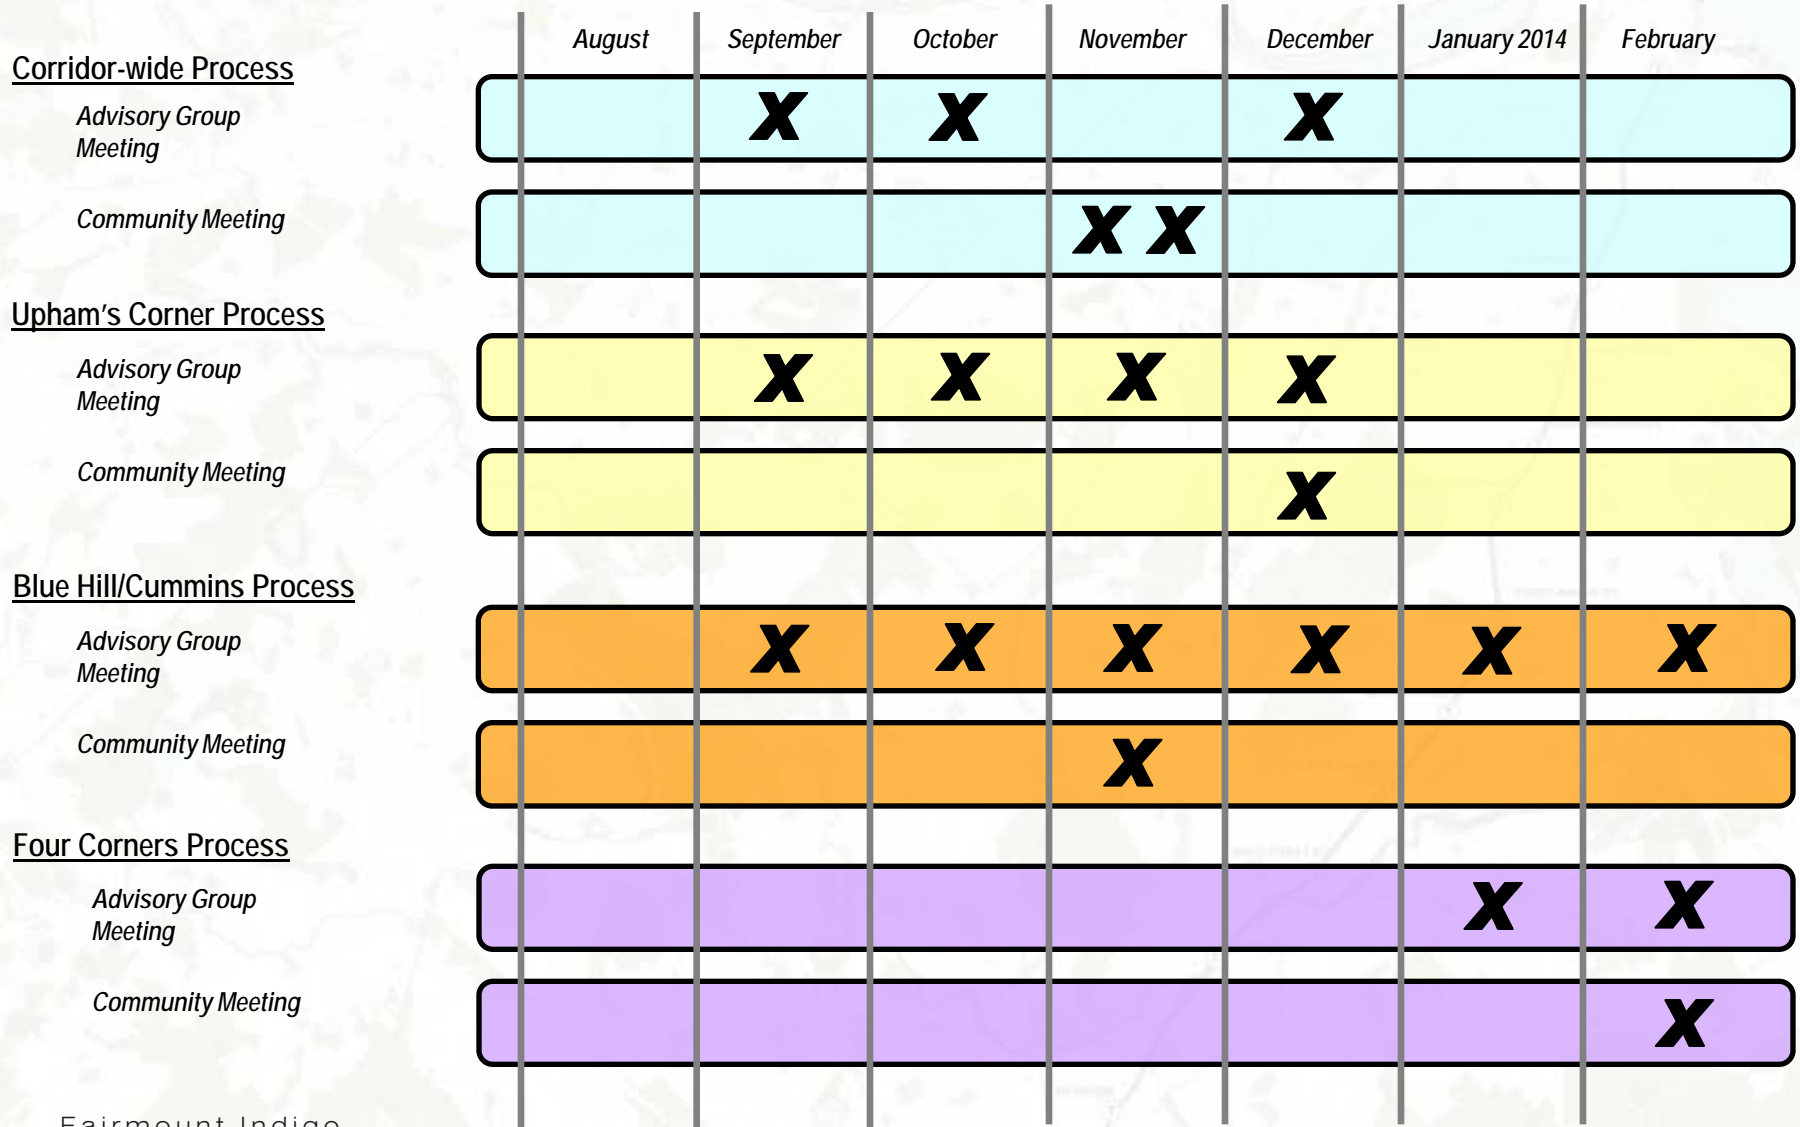 August September October November December January 2014 February
Corridor-wide Process
Advisory Group
Meeting
X X X
Community Meeting
X X
Upham's Corner Process
Advisory Group
Meeting
X X X X
Community Meeting
X
Blue Hill/Cummins Process
Advisory Group
Meeting
X X X X X X
Community Meeting
X
Four Corners Process
Advisory Group
Meeting
X X
Community Meeting
X
Fairmount Indigo